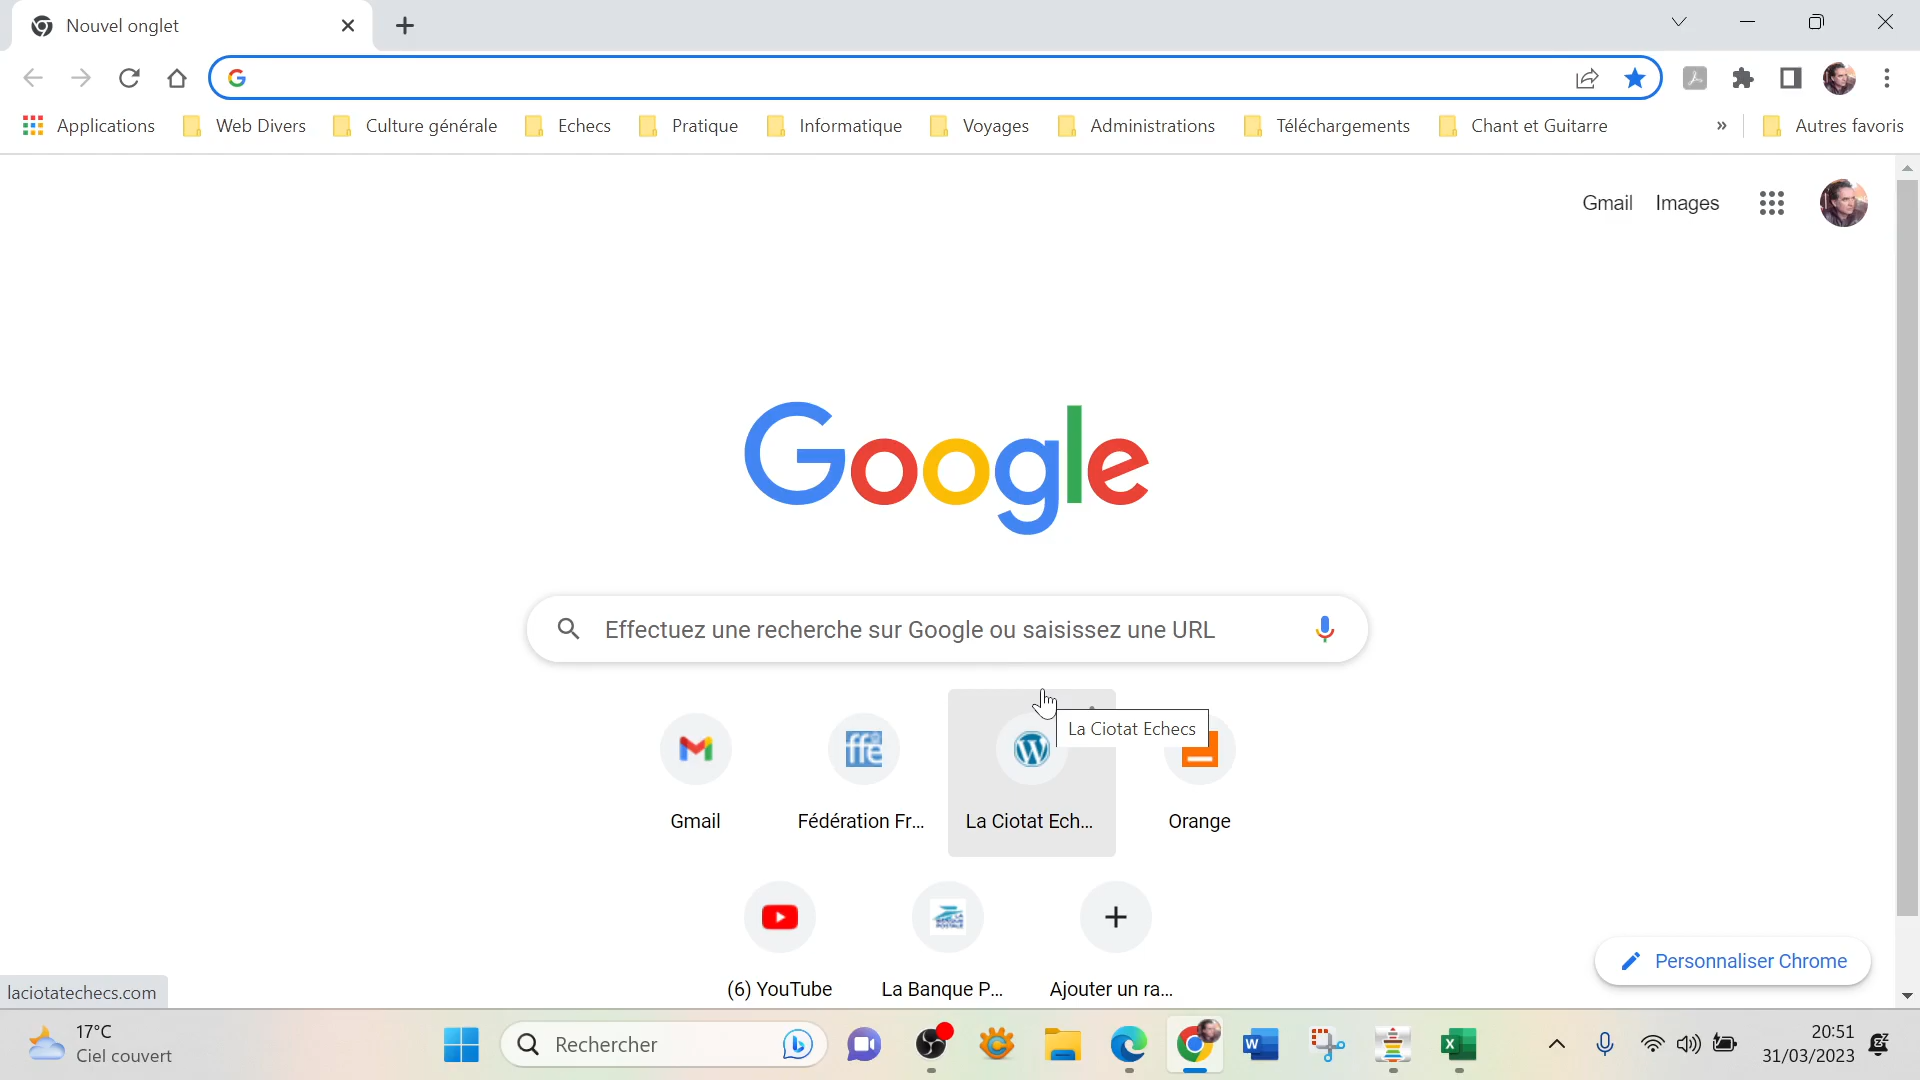 Nouvel onglet
Applications Web Divers Culture générale Echecs Pratique Informatique Voyages Administrations Téléchargements Chant et Guitarre » Autres favoris
Gmail Images
Google
Effectuez une recherche sur Google ou saisissez une URL
La Ciotat Echecs
Gmail Fédération Fr... La Ciotat Ech... Orange
(6) YouTube La Banque P... Ajouter un ra...
Personnaliser Chrome
laciotatechecs.com
17°C
Ciel couvert
Rechercher
20:51
31/03/2023